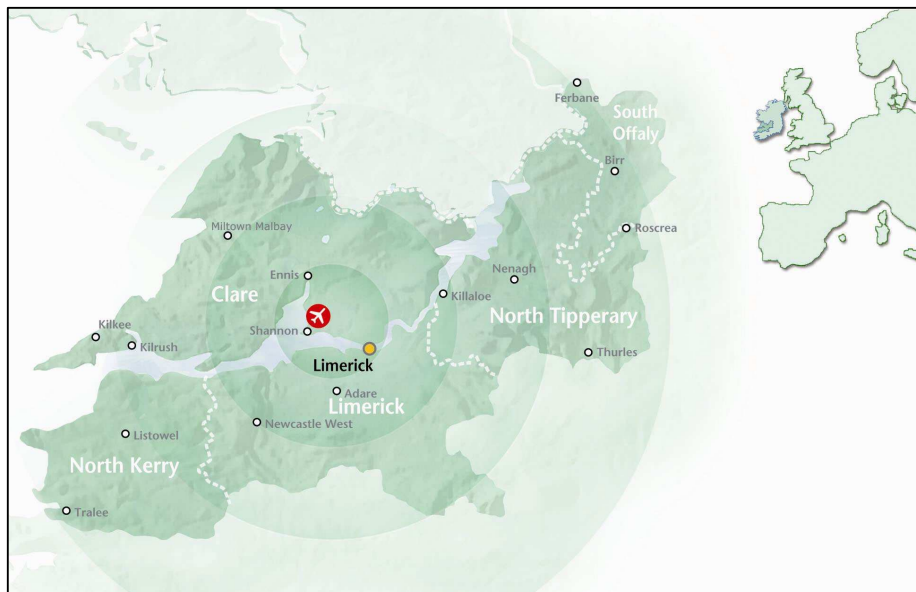 Ferbane
South
Offaly
Birr
Miltown Malbay
Roscrea
Ennis
Nenagh
Clare
Killaloe
North Tipperary
Kilkee
Shannon
Kilrush
Thurles
Limerick
Adare
Limerick
Newcastle West
Listowel
North Kerry
Tralee